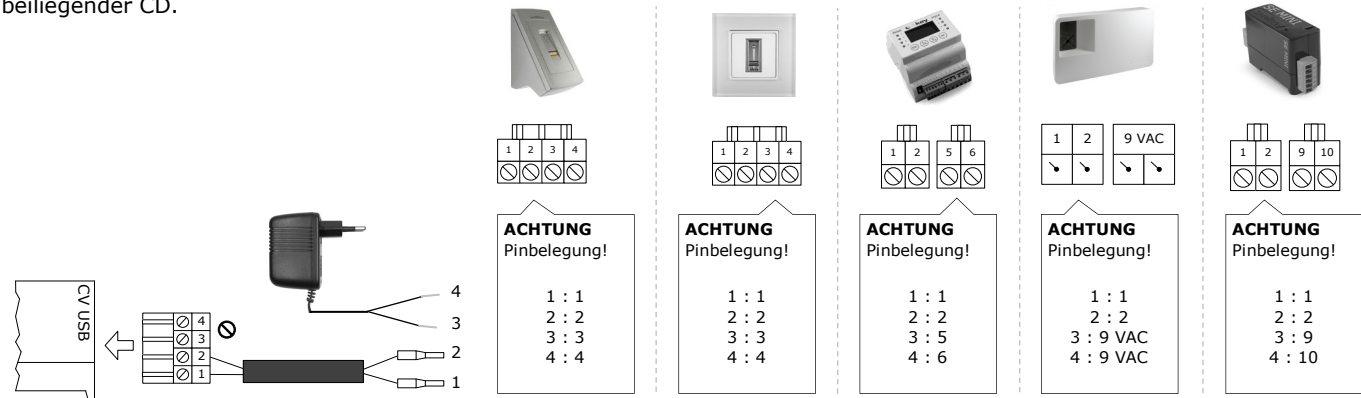 beiliegender CD.
1 2 3 4
1 2 3 4
1 2 5 6
1 2 9 VAC
SE MINI
1 2 9 10
CV USB
4
3
2
1
4
3
2
1
ACHTUNG
Pinbelegung!
1 : 1
2 : 2
3 : 3
4 : 4
ACHTUNG
Pinbelegung!
1 : 1
2 : 2
3 : 3
4 : 4
ACHTUNG
Pinbelegung!
1 : 1
2 : 2
3 : 5
4 : 6
ACHTUNG
Pinbelegung!
1 : 1
2 : 2
3 : 9 VAC
4 : 9 VAC
ACHTUNG
Pinbelegung!
1 : 1
2 : 2
3 : 9
4 : 10